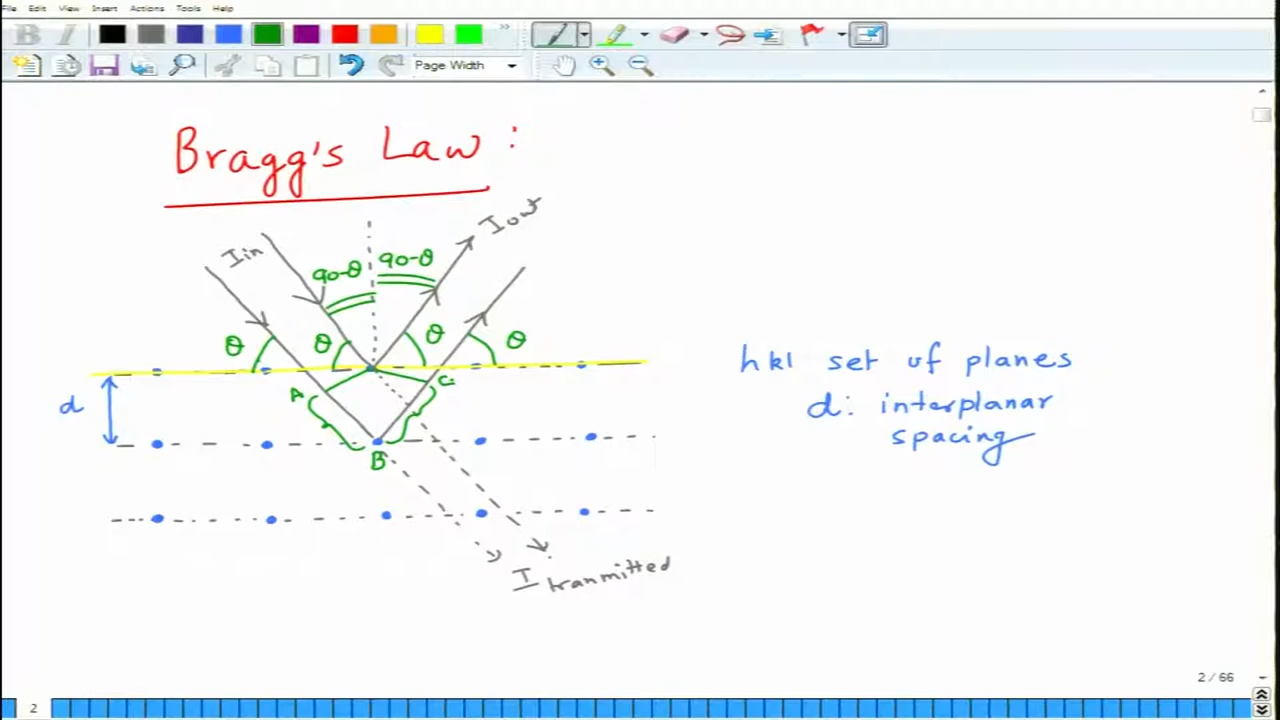 File Edit View Insert Actions Tools Help
B I
Page Width
Bragg's Law :
Iin
Iout
90-θ 90-θ
θ θ θ θ
A C
d
B
I tranmitted
hkl set of planes
d: interplanar
spacing
2 / 66
2